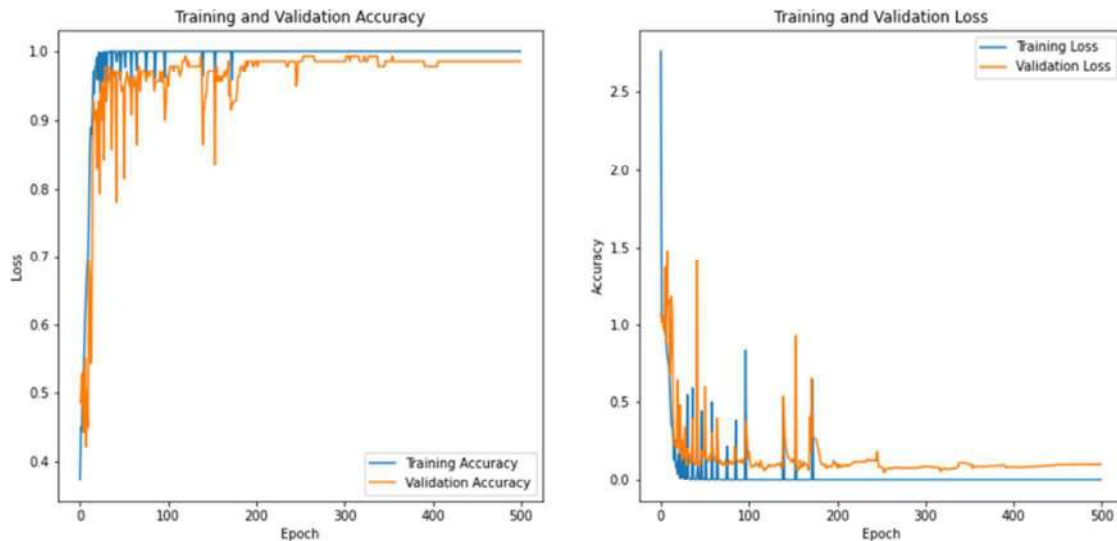 Training and Validation Accuracy
1.0
0.9
0.8
0.7
0.6
0.5
0.4
Loss
0
100
200
300
400
500
Epoch
Training Accuracy
Validation Accuracy
Training and Validation Loss
2.5
2.0
1.5
1.0
0.5
0.0
Accuracy
0
100
200
300
400
500
Epoch
Training Loss
Validation Loss